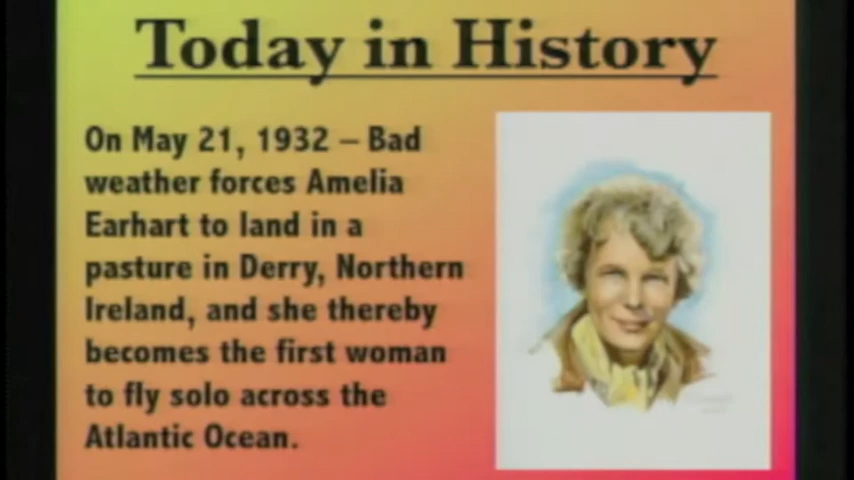 Today in History
On May 21, 1932 – Bad
weather forces Amelia
Earhart to land in a
pasture in Derry, Northern
Ireland, and she thereby
becomes the first woman
to fly solo across the
Atlantic Ocean.